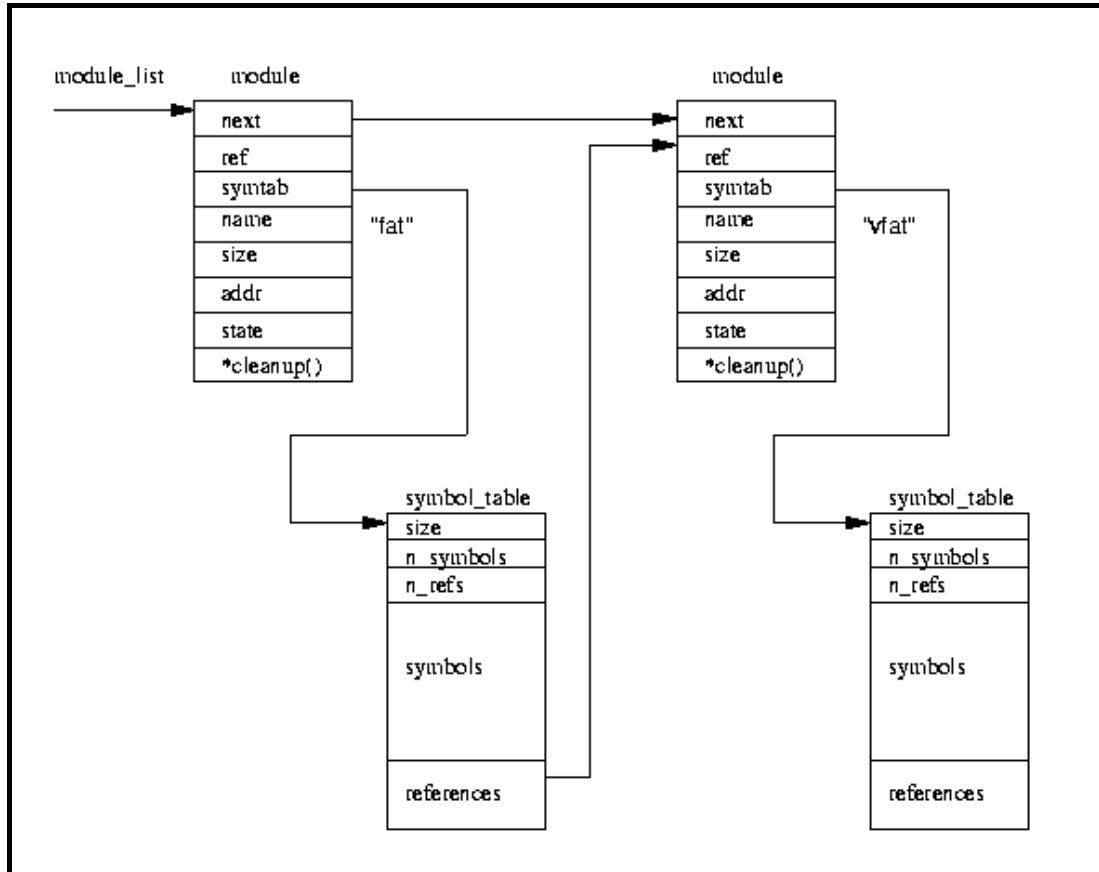 module_list
module
next
ref
symtab
name
size
addr
state
*cleanup()
"fat"
module
next
ref
symtab
name
size
addr
state
*cleanup()
"vfat"
symbol_table
size
n_symbols
n_refs
symbols
references
symbol_table
size
n_symbols
n_refs
symbols
references